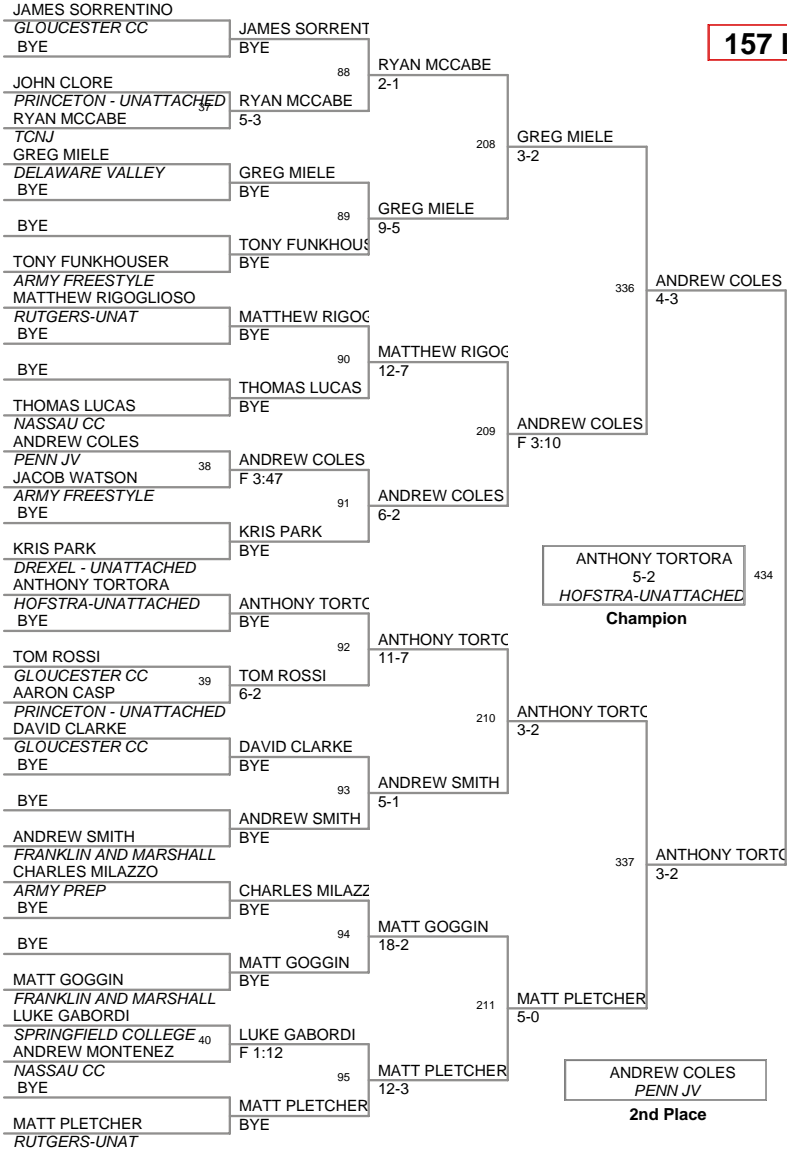 JAMES SORRENTINO
GLOUCESTER CC
BYE
JOHN CLORE
PRINCETON - UNATTACHED
37
RYAN MCCABE
TCNJ
GREG MIELE
DELAWARE VALLEY
BYE
BYE
TONY FUNKHOUSER
ARMY FREESTYLE
MATTHEW RIGOGLIOSO
RUTGERS-UNAT
BYE
BYE
THOMAS LUCAS
NASSAU CC
ANDREW COLES
PENN JV
38
JACOB WATSON
ARMY FREESTYLE
BYE
KRIS PARK
DREXEL - UNATTACHED
ANTHONY TORTORA
HOFSTRA-UNATTACHED
BYE
TOM ROSSI
GLOUCESTER CC
39
AARON CASP
PRINCETON - UNATTACHED
DAVID CLARKE
GLOUCESTER CC
BYE
BYE
ANDREW SMITH
FRANKLIN AND MARSHALL
CHARLES MILAZZO
ARMY PREP
BYE
BYE
MATT GOGGIN
FRANKLIN AND MARSHALL
LUKE GABORDI
SPRINGFIELD COLLEGE
40
ANDREW MONTENEZ
NASSAU CC
BYE
MATT PLETCHER
RUTGERS-UNAT
JAMES SORRENT
BYE
88
RYAN MCCABE
5-3
GREG MIELE
BYE
89
TONY FUNKHOUS
BYE
MATTHEW RIGOG
BYE
90
THOMAS LUCAS
BYE
ANDREW COLES
F 3:47
91
KRIS PARK
BYE
ANTHONY TORTO
BYE
92
TOM ROSSI
6-2
DAVID CLARKE
BYE
93
ANDREW SMITH
BYE
CHARLES MILAZZ
BYE
94
MATT GOGGIN
BYE
LUKE GABORDI
F 1:12
95
MATT PLETCHER
BYE
RYAN MCCABE
2-1
208
GREG MIELE
9-5
MATTHEW RIGOG
12-7
209
ANDREW COLES
6-2
ANTHONY TORTO
11-7
210
ANDREW SMITH
5-1
MATT GOGGIN
18-2
211
MATT PLETCHER
12-3
GREG MIELE
3-2
336
ANDREW COLES
F 3:10
ANTHONY TORTO
3-2
337
MATT PLETCHER
5-0
157
ANDREW COLES
4-3
ANTHONY TORTORA
5-2
HOFSTRA-UNATTACHED
434
Champion
ANTHONY TORTO
3-2
ANDREW COLES
PENN JV
2nd Place